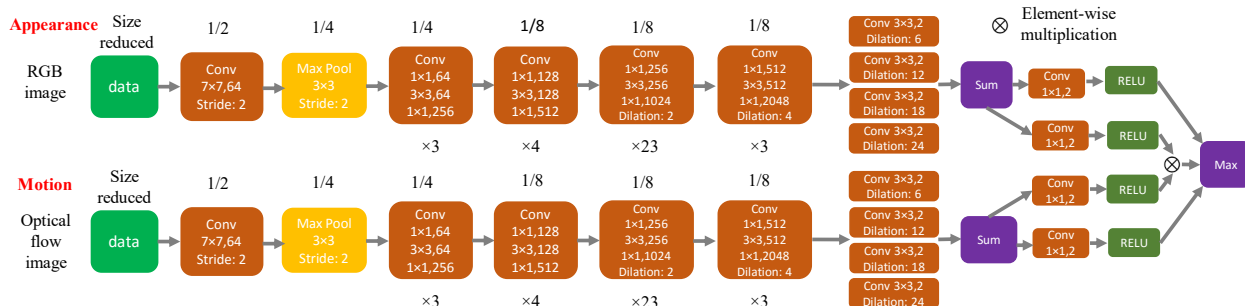 Appearance
Size
reduced
1/2
1/4
1/4
1/8
1/8
1/8
RGB
image
data
Conv
7×7,64
Stride: 2
Max Pool
3×3
Stride: 2
Conv
1×1,64
3×3,64
1×1,256
Conv
1×1,128
3×3,128
1×1,512
Conv
1×1,256
3×3,256
1×1,1024
Dilation: 2
Conv
1×1,512
3×3,512
1×1,2048
Dilation: 4
Conv 3×3,2
Dilation: 6
Conv 3×3,2
Dilation: 12
Conv 3×3,2
Dilation: 18
Conv 3×3,2
Dilation: 24
×3
×4
×23
×3
Sum
Conv
1×1,2
RELU
Conv
1×1,2
RELU
Element-wise
multiplication
Max
Motion
Size
reduced
1/2
1/4
1/4
1/8
1/8
1/8
Optical
flow
image
data
Conv
7×7,64
Stride: 2
Max Pool
3×3
Stride: 2
Conv
1×1,64
3×3,64
1×1,256
Conv
1×1,128
3×3,128
1×1,512
Conv
1×1,256
3×3,256
1×1,1024
Dilation: 2
Conv
1×1,512
3×3,512
1×1,2048
Dilation: 4
Conv 3×3,2
Dilation: 6
Conv 3×3,2
Dilation: 12
Conv 3×3,2
Dilation: 18
Conv 3×3,2
Dilation: 24
×3
×4
×23
×3
Sum
Conv
1×1,2
RELU
Conv
1×1,2
RELU